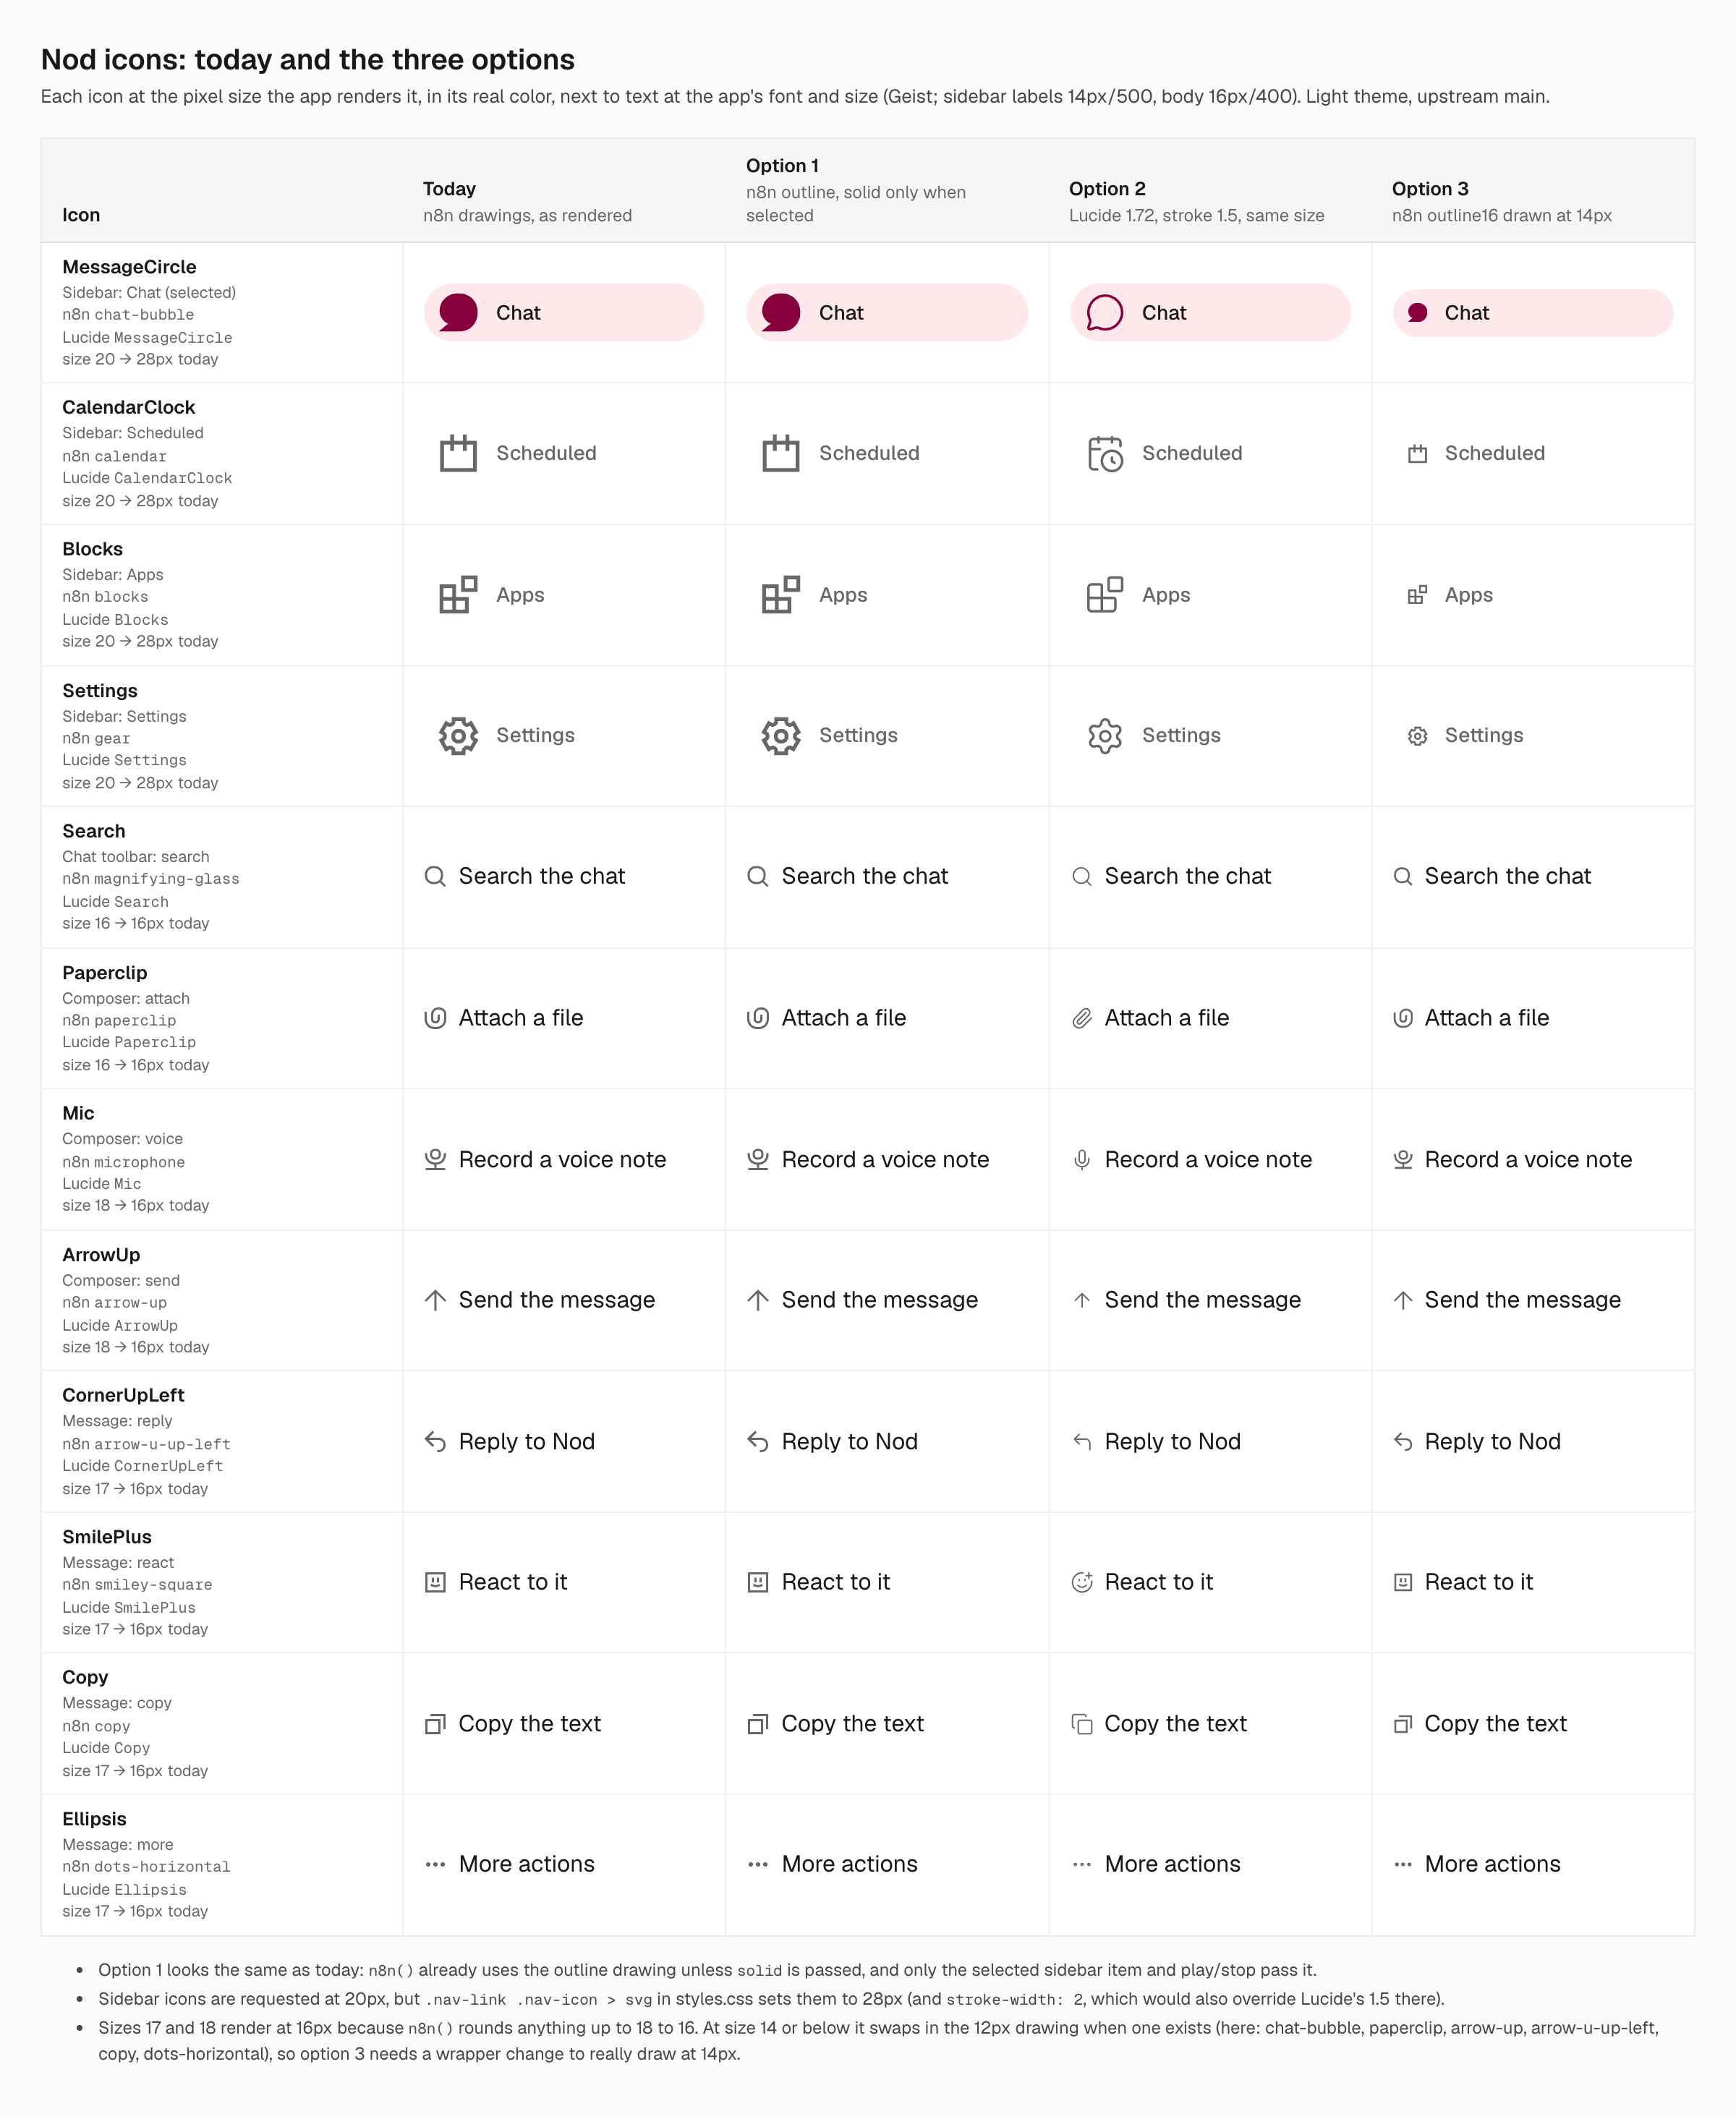 Nod icons: today and the three options
Each icon at the pixel size the app renders it, in its real color, next to text at the app's font and size (Geist; sidebar labels 14px/500, body 16px/400). Light theme, upstream main.
Icon
Today
n8n drawings, as rendered
Option 1
n8n outline, solid only when
selected
Option 2
Lucide 1.72, stroke 1.5, same size
Option 3
n8n outline16 drawn at 14px
MessageCircle
Sidebar: Chat (selected)
n8n chat-bubble
Lucide MessageCircle
size 20 → 28px today
Chat
Chat
Chat
Chat
CalendarClock
Sidebar: Scheduled
n8n calendar
Lucide CalendarClock
size 20 → 28px today
Scheduled
Scheduled
Scheduled
Scheduled
Blocks
Sidebar: Apps
n8n blocks
Lucide Blocks
size 20 → 28px today
Apps
Apps
Apps
Apps
Settings
Sidebar: Settings
n8n gear
Lucide Settings
size 20 → 28px today
Settings
Settings
Settings
Settings
Search
Chat toolbar: search
n8n magnifying-glass
Lucide Search
size 16 → 16px today
Search the chat
Search the chat
Search the chat
Search the chat
Paperclip
Composer: attach
n8n paperclip
Lucide Paperclip
size 16 → 16px today
Attach a file
Attach a file
Attach a file
Attach a file
Mic
Composer: voice
n8n microphone
Lucide Mic
size 18 → 16px today
Record a voice note
Record a voice note
Record a voice note
Record a voice note
ArrowUp
Composer: send
n8n arrow-up
Lucide ArrowUp
size 18 → 16px today
Send the message
Send the message
Send the message
Send the message
CornerUpLeft
Message: reply
n8n arrow-u-up-left
Lucide CornerUpLeft
size 17 → 16px today
Reply to Nod
Reply to Nod
Reply to Nod
Reply to Nod
SmilePlus
Message: react
n8n smiley-square
Lucide SmilePlus
size 17 → 16px today
React to it
React to it
React to it
React to it
Copy
Message: copy
n8n copy
Lucide Copy
size 17 → 16px today
Copy the text
Copy the text
Copy the text
Copy the text
Ellipsis
Message: more
n8n dots-horizontal
Lucide Ellipsis
size 17 → 16px today
More actions
More actions
More actions
More actions
• Option 1 looks the same as today: n8n() already uses the outline drawing unless solid is passed, and only the selected sidebar item and play/stop pass it.
• Sidebar icons are requested at 20px, but .nav-link .nav-icon > svg in styles.css sets them to 28px (and stroke-width: 2, which would also override Lucide's 1.5 there).
• Sizes 17 and 18 render at 16px because n8n() rounds anything up to 18 to 16. At size 14 or below it swaps in the 12px drawing when one exists (here: chat-bubble, paperclip, arrow-up, arrow-u-up-left,
copy, dots-horizontal), so option 3 needs a wrapper change to really draw at 14px.